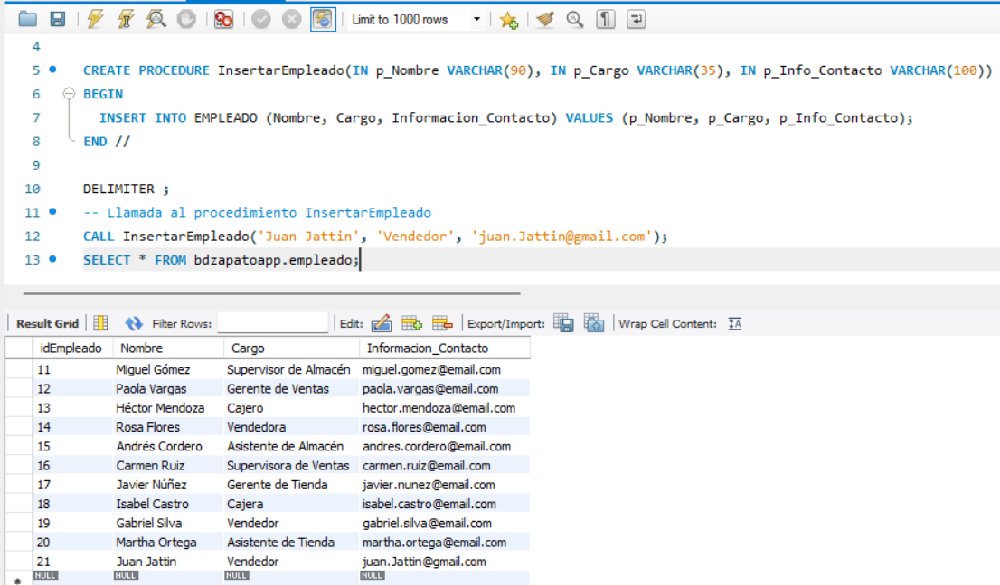 Limit to 1000 rows
4
5 CREATE PROCEDURE InsertarEmpleado(IN p_Nombre VARCHAR(90), IN p_Cargo VARCHAR(35), IN p_Info_Contacto VARCHAR(100))
6 BEGIN
7 INSERT INTO EMPLEADO (Nombre, Cargo, Informacion_Contacto) VALUES (p_Nombre, p_Cargo, p_Info_Contacto);
8 END //
9
10 DELIMITER ;
11 -- Llamada al procedimiento InsertarEmpleado
12 CALL InsertarEmpleado('Juan Jattin', 'Vendedor', 'juan.Jattin@gmail.com');
13 SELECT * FROM bdzapatoapp.empleado;
Result Grid Filter Rows: Edit: Export/Import: Wrap Cell Content:
idEmpleado Nombre Cargo Informacion_Contacto
11 Miguel Gómez Supervisor de Almacén miguel.gomez@email.com
12 Paola Vargas Gerente de Ventas paola.vargas@email.com
13 Héctor Mendoza Cajero hector.mendoza@email.com
14 Rosa Flores Vendedora rosa.flores@email.com
15 Andrés Cordero Asistente de Almacén andres.cordero@email.com
16 Carmen Ruiz Supervisora de Ventas carmen.ruiz@email.com
17 Javier Núñez Gerente de Tienda javier.nunez@email.com
18 Isabel Castro Cajera isabel.castro@email.com
19 Gabriel Silva Vendedor gabriel.silva@email.com
20 Martha Ortega Asistente de Tienda martha.ortega@email.com
21 Juan Jattin Vendedor juan.Jattin@gmail.com
* NULL NULL NULL NULL